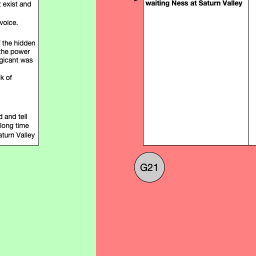 exist and
voice.
the hidden
the power
gicant was
k of
d and tell
long time
aturn Valley
waiting Ness at Saturn Valley
G21